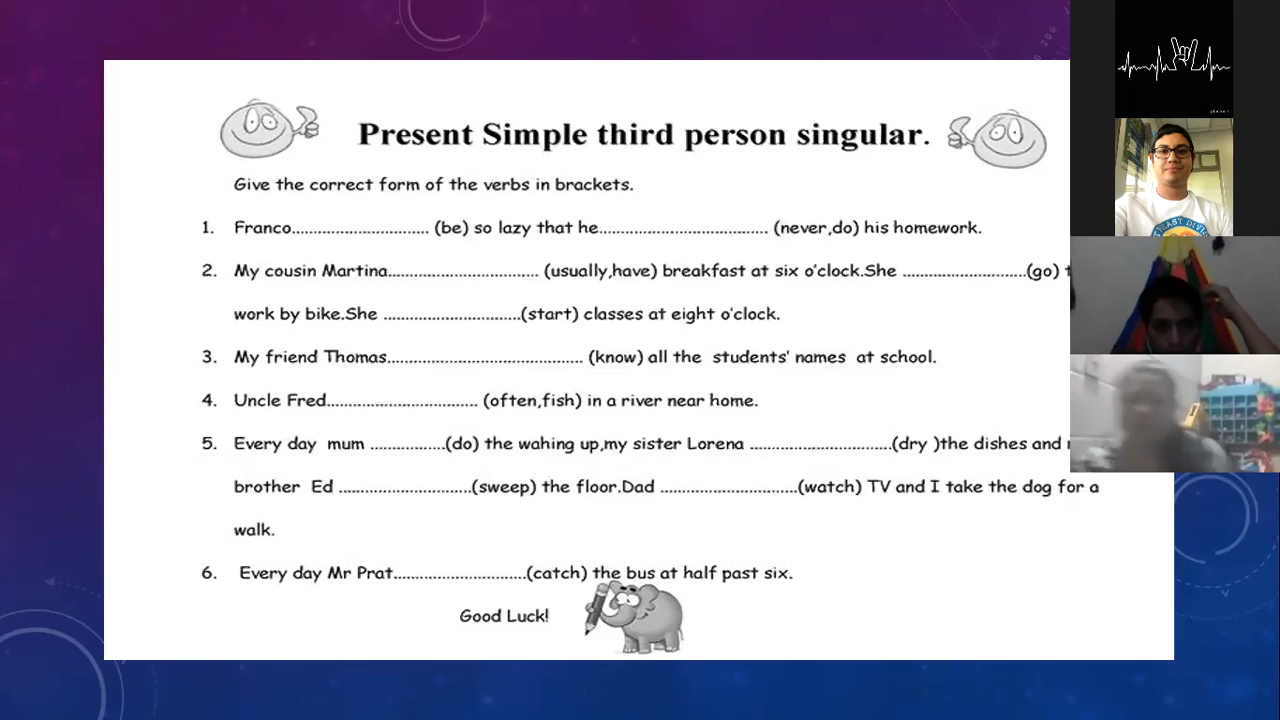 Present Simple third person singular.
Give the correct form of the verbs in brackets.
1. Franco............................. (be) so lazy that he.................................... (never,do) his homework.
2. My cousin Martina................................ (usually,have) breakfast at six o'clock.She ..........................(go)
work by bike.She .............................(start) classes at eight o'clock.
3. My friend Thomas.......................................... (know) all the students' names at school.
4. Uncle Fred................................ (often,fish) in a river near home.
5. Every day mum ................(do) the wahing up,my sister Lorena ..............................(dry )the dishes and
brother Ed ............................(sweep) the floor.Dad .............................(watch) TV and I take the dog for a
walk.
6. Every day Mr Prat............................(catch) the bus at half past six.
Good Luck!